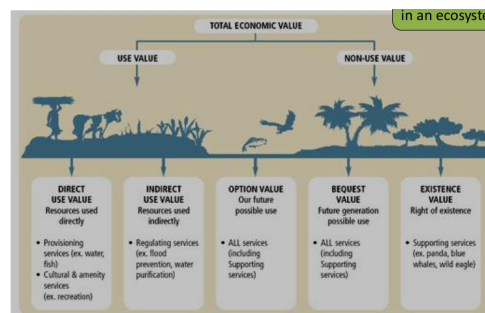 in an ecosyste
TOTAL ECONOMIC VALUE
USE VALUE
NON-USE VALUE
DIRECT
USE VALUE
Resources used
directly
• Provisioning
services (ex. water,
fish)
• Cultural & amenity
services
(ex. recreation)
INDIRECT
USE VALUE
Resources used
indirectly
• Regulating services
(ex. flood
prevention, water
purification)
OPTION VALUE
Our future
possible use
• ALL services
(including
Supporting
services)
BEQUEST
VALUE
Future generation
possible use
• ALL services
(including
Supporting
services)
EXISTENCE
VALUE
Right of existence
• Supporting services
(ex. panda, blue
whales, wild eagle)